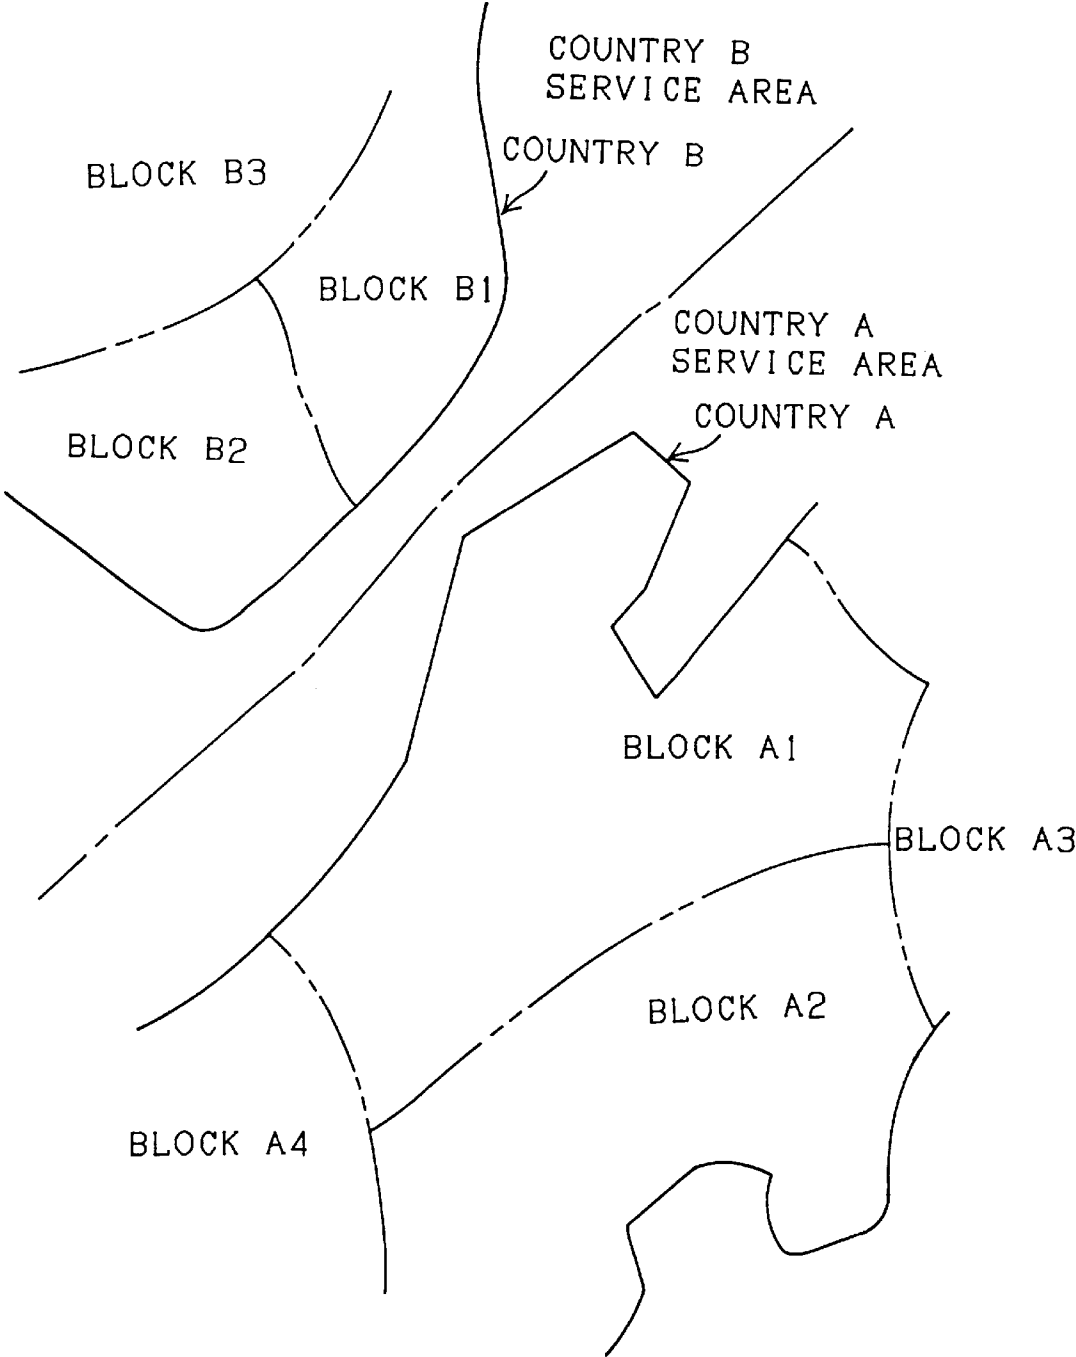 COUNTRY B
SERVICE AREA
COUNTRY B
BLOCK B3
BLOCK B1
COUNTRY A
SERVICE AREA
COUNTRY A
BLOCK B2
BLOCK A1
BLOCK A3
BLOCK A2
BLOCK A4